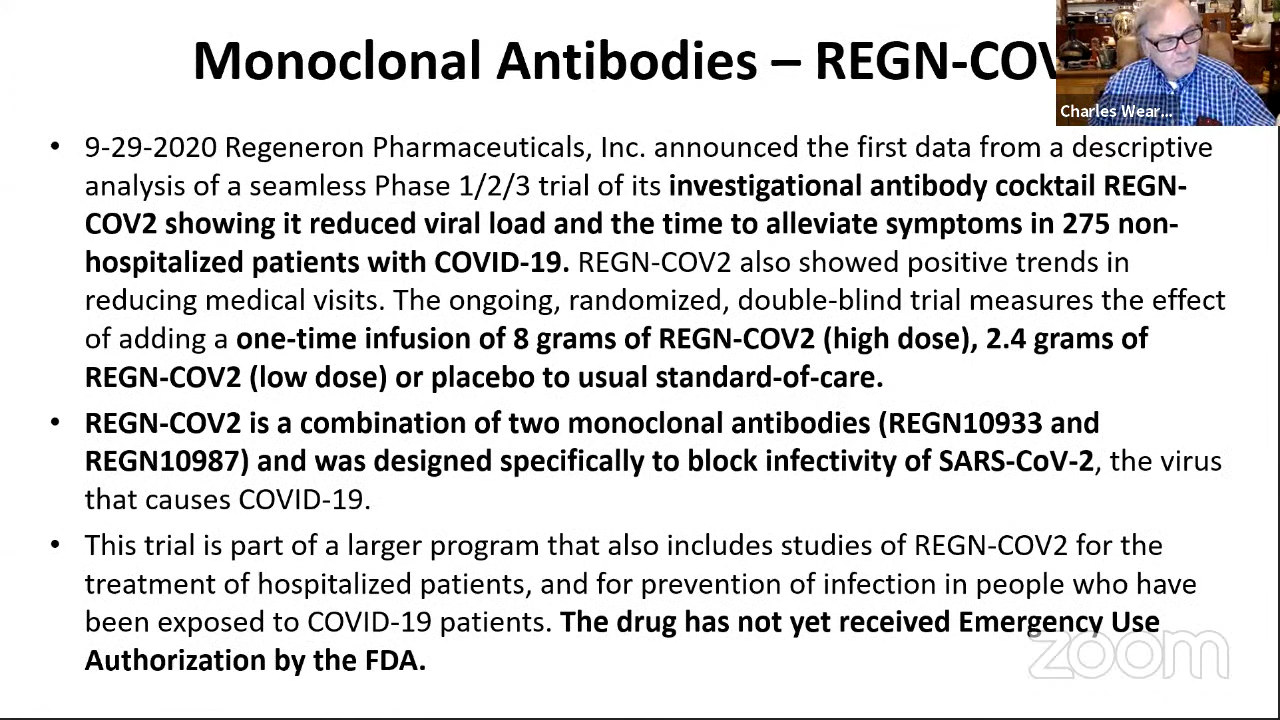 Monoclonal Antibodies – REGN-COV
Charles Wear...
• 9-29-2020 Regeneron Pharmaceuticals, Inc. announced the first data from a descriptive
analysis of a seamless Phase 1/2/3 trial of its investigational antibody cocktail REGN-
COV2 showing it reduced viral load and the time to alleviate symptoms in 275 non-
hospitalized patients with COVID-19. REGN-COV2 also showed positive trends in
reducing medical visits. The ongoing, randomized, double-blind trial measures the effect
of adding a one-time infusion of 8 grams of REGN-COV2 (high dose), 2.4 grams of
REGN-COV2 (low dose) or placebo to usual standard-of-care.
• REGN-COV2 is a combination of two monoclonal antibodies (REGN10933 and
REGN10987) and was designed specifically to block infectivity of SARS-CoV-2, the virus
that causes COVID-19.
• This trial is part of a larger program that also includes studies of REGN-COV2 for the
treatment of hospitalized patients, and for prevention of infection in people who have
been exposed to COVID-19 patients. The drug has not yet received Emergency Use
Authorization by the FDA.
zoom